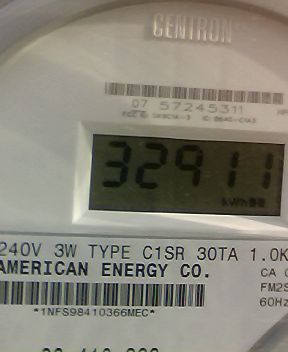 CENTRON
07 57245311
32911
kWh
240V 3W TYPE C1SR 30TA 1.0K
AMERICAN ENERGY CO.
CA
FM2S
60Hz
*1NFS98410366MEC*